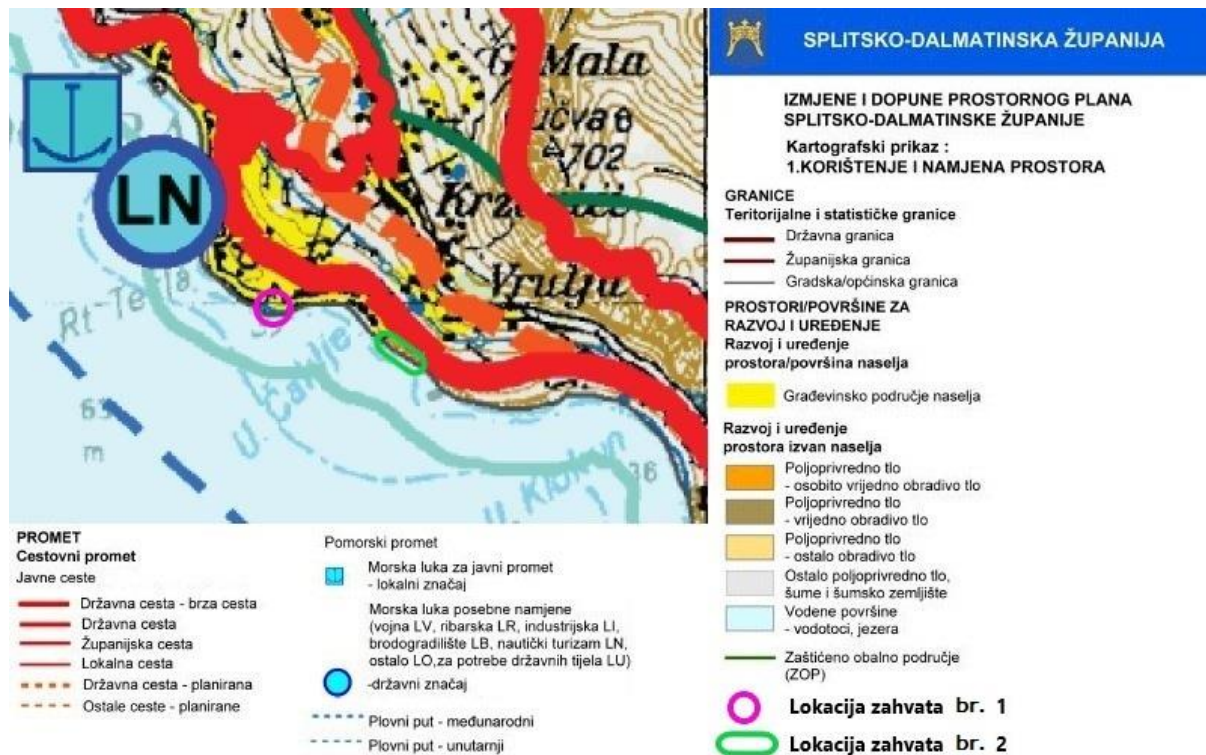 LN
G. Mala
702
Rt
U.
63
m
36
U. Klokun
SPLITSKO-DALMATINSKA ŽUPANIJA
IZMJENE I DOPUNE PROSTORNOG PLANA
SPLITSKO-DALMATINSKE ŽUPANIJE
Kartografski prikaz :
1.KORIŠTENJE I NAMJENA PROSTORA
GRANICE
Teritorijalne i statističke granice
Državna granica
Županijska granica
Gradska/općinska granica
PROSTORI/POVRŠINE ZA
RAZVOJ I UREĐENJE
Razvoj i uređenje
prostora/površina naselja
Građevinsko područje naselja
Razvoj i uređenje
prostora izvan naselja
Poljoprivredno tlo
- osobito vrijedno obradivo tlo
Poljoprivredno tlo
- vrijedno obradivo tlo
Poljoprivredno tlo
- ostalo obradivo tlo
Ostalo poljoprivredno tlo,
šume i šumsko zemljište
Vodene površine
- vodotoci, jezera
Zaštićeno obalno područje
(ZOP)
Lokacija zahvata br. 1
Lokacija zahvata br. 2
PROMET
Cestovni promet
Javne ceste
Državna cesta - brza cesta
Državna cesta
Županijska cesta
Lokalna cesta
Državna cesta - planirana
Ostale ceste - planirane
Pomorski promet
Morska luka za javni promet
- lokalni značaj
Morska luka posebne namjene
(vojna LV, ribarska LR, industrijska LI,
brodogradilište LB, nautički turizam LN,
ostalo LO,za potrebe državnih tijela LU)
-državni značaj
Plovni put - međunarodni
Plovni put - unutarnji